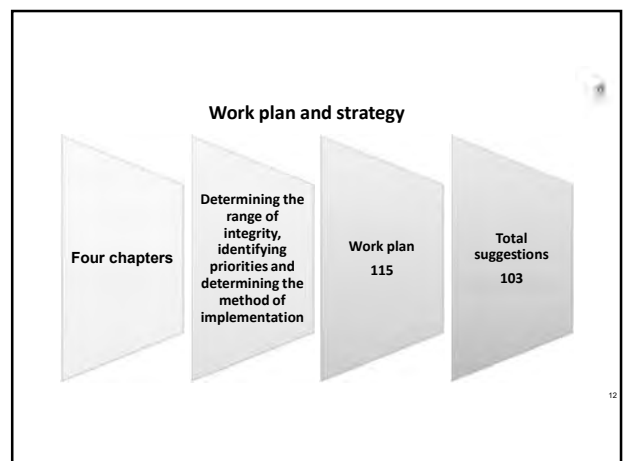 Work plan and strategy
Four chapters
Determining the
range of
integrity,
identifying
priorities and
determining the
method of
implementation
Work plan
115
Total
suggestions
103
12